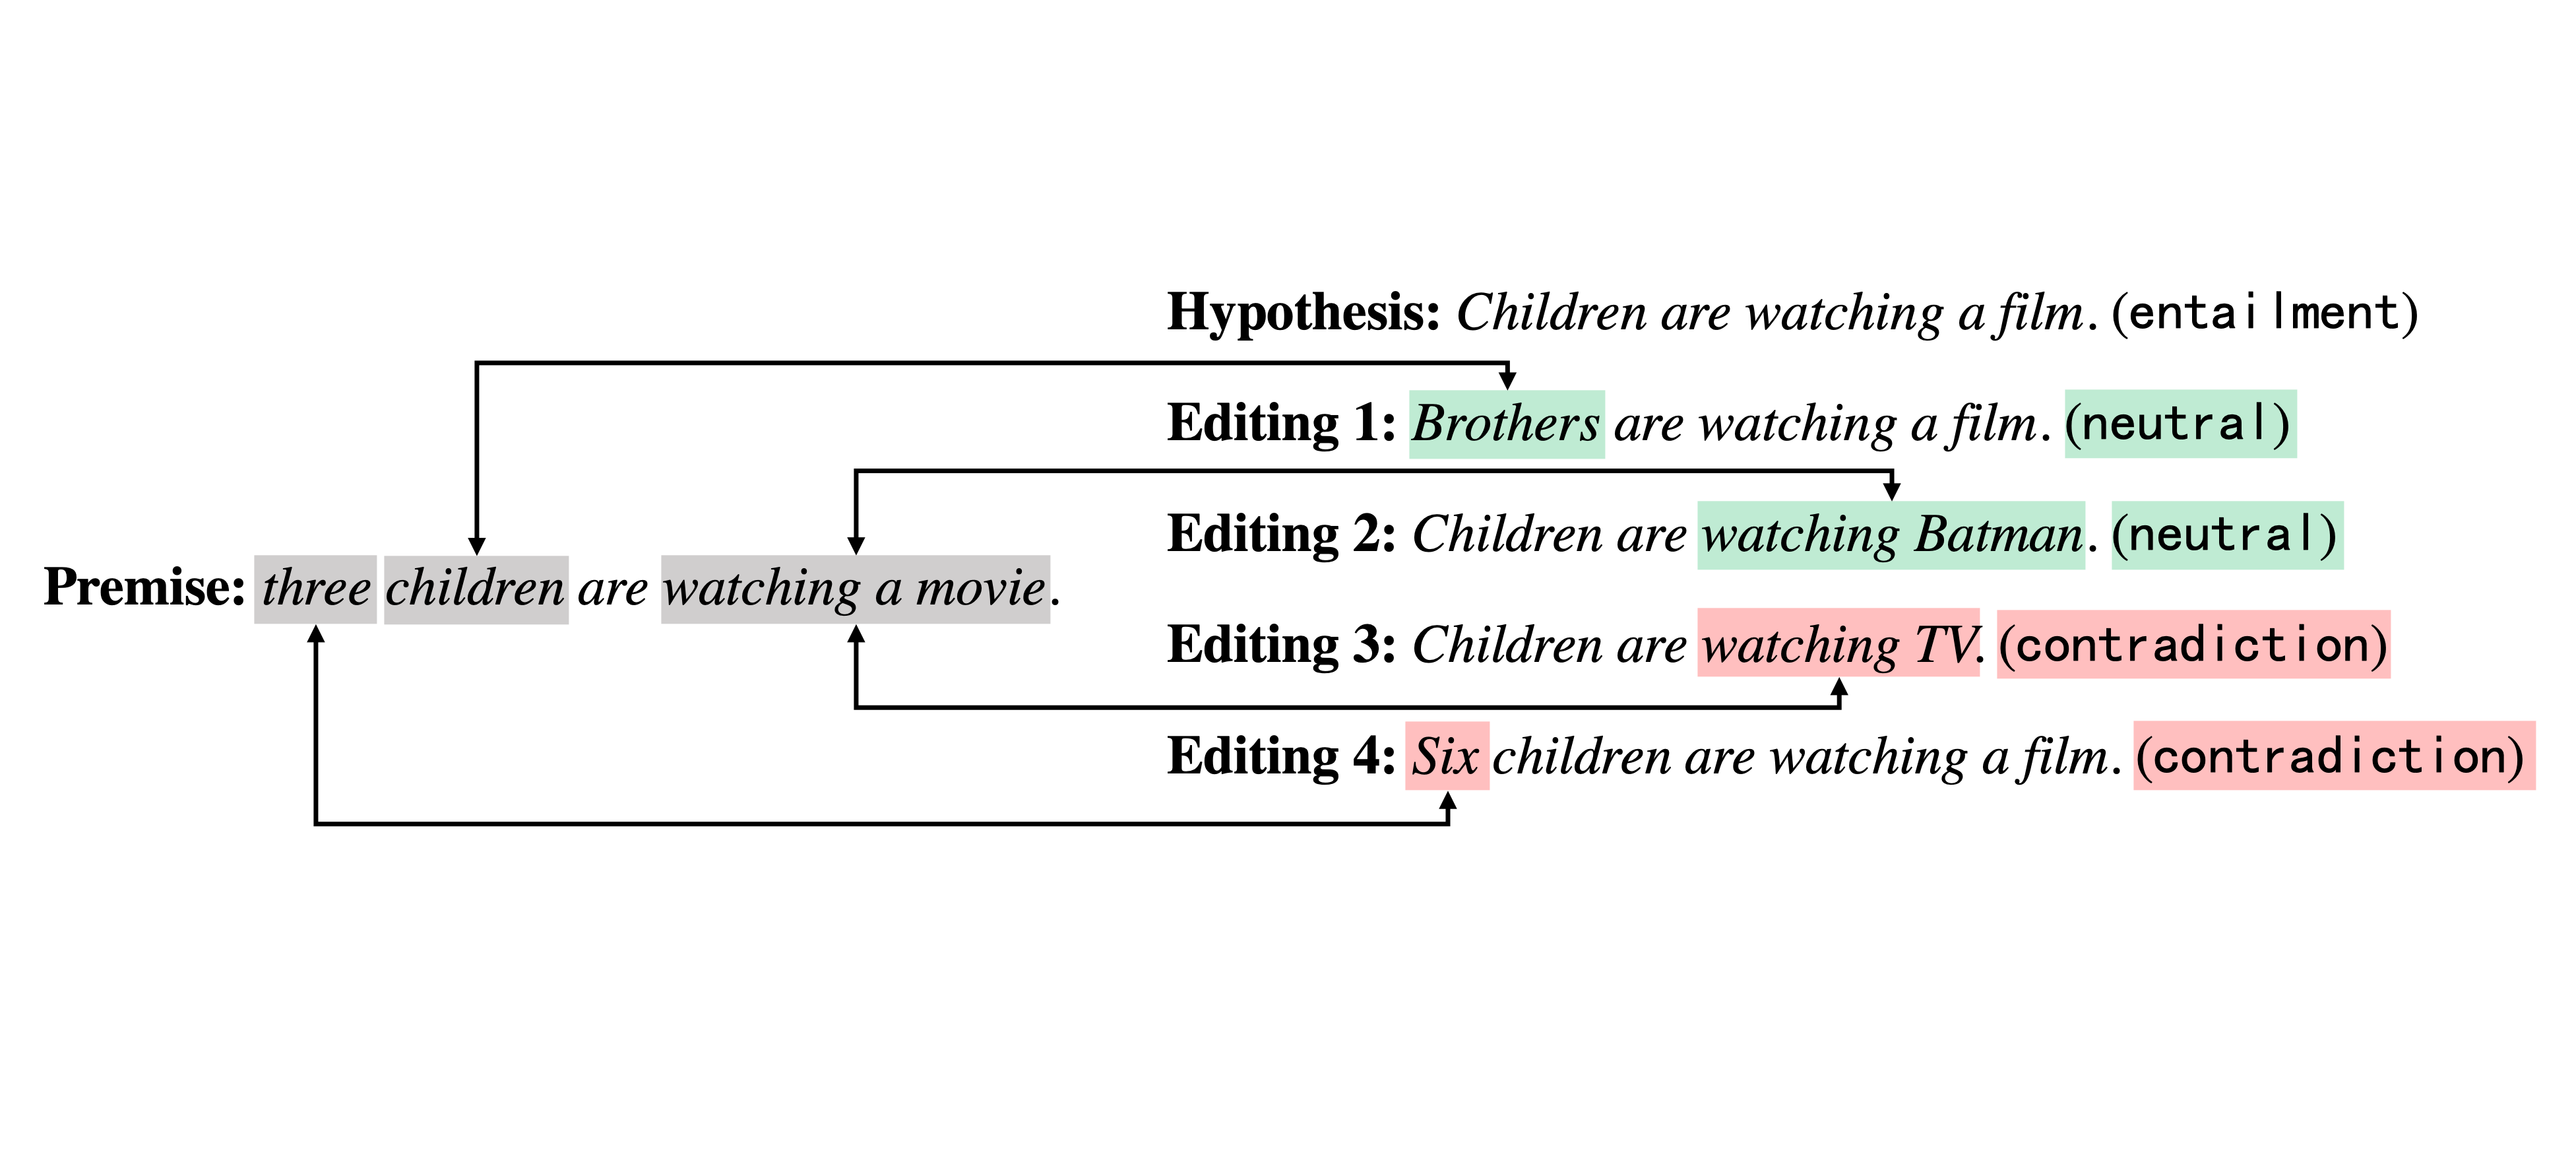 Hypothesis: Children are watching a film. (entailment)
Editing 1: Brothers are watching a film. (neutral)
Editing 2: Children are watching Batman. (neutral)
Premise: three children are watching a movie.
Editing 3: Children are watching TV. (contradiction)
Editing 4: Six children are watching a film. (contradiction)